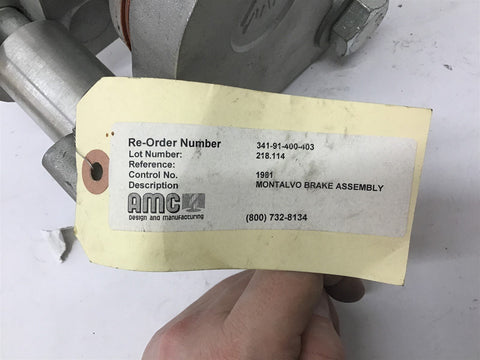 Re-Order Number 341-91-400-403
Lot Number: 218.114
Reference:
Control No. 1981
Description MONTALVO BRAKE ASSEMBLY
AMC
Design and manufacturing
(800) 732-8134